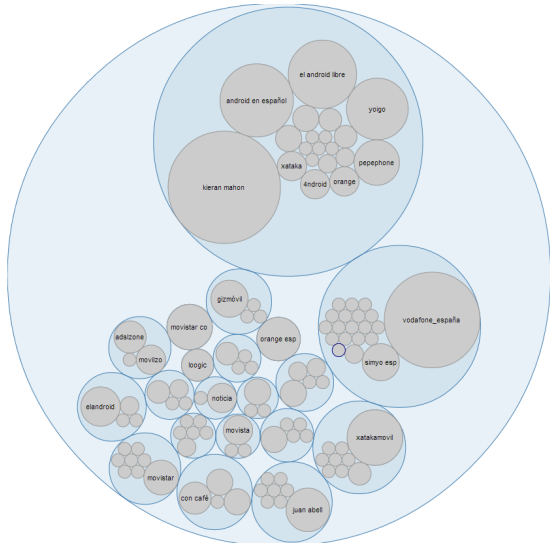 el android libre
android en español
yoigo
xataka
pepephone
4ndroid
orange
kieran mahon
gizmóvil
movistar co
orange esp
adslzone
movilzo
loogic
vodafone_españa
simyo esp
elandroid
noticia
movista
xatakamovil
movistar
con café
juan abell